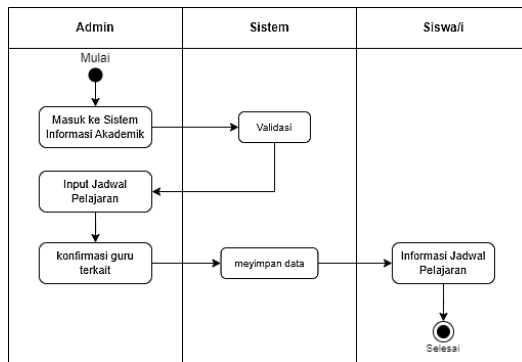 Admin
Sistem
Siswa/i
Mulai
Masuk ke Sistem
Informasi Akademik
Validasi
Input Jadwal
Pelajaran
konfirmasi guru
terkait
meyimpan data
Informasi Jadwal
Pelajaran
Selesai